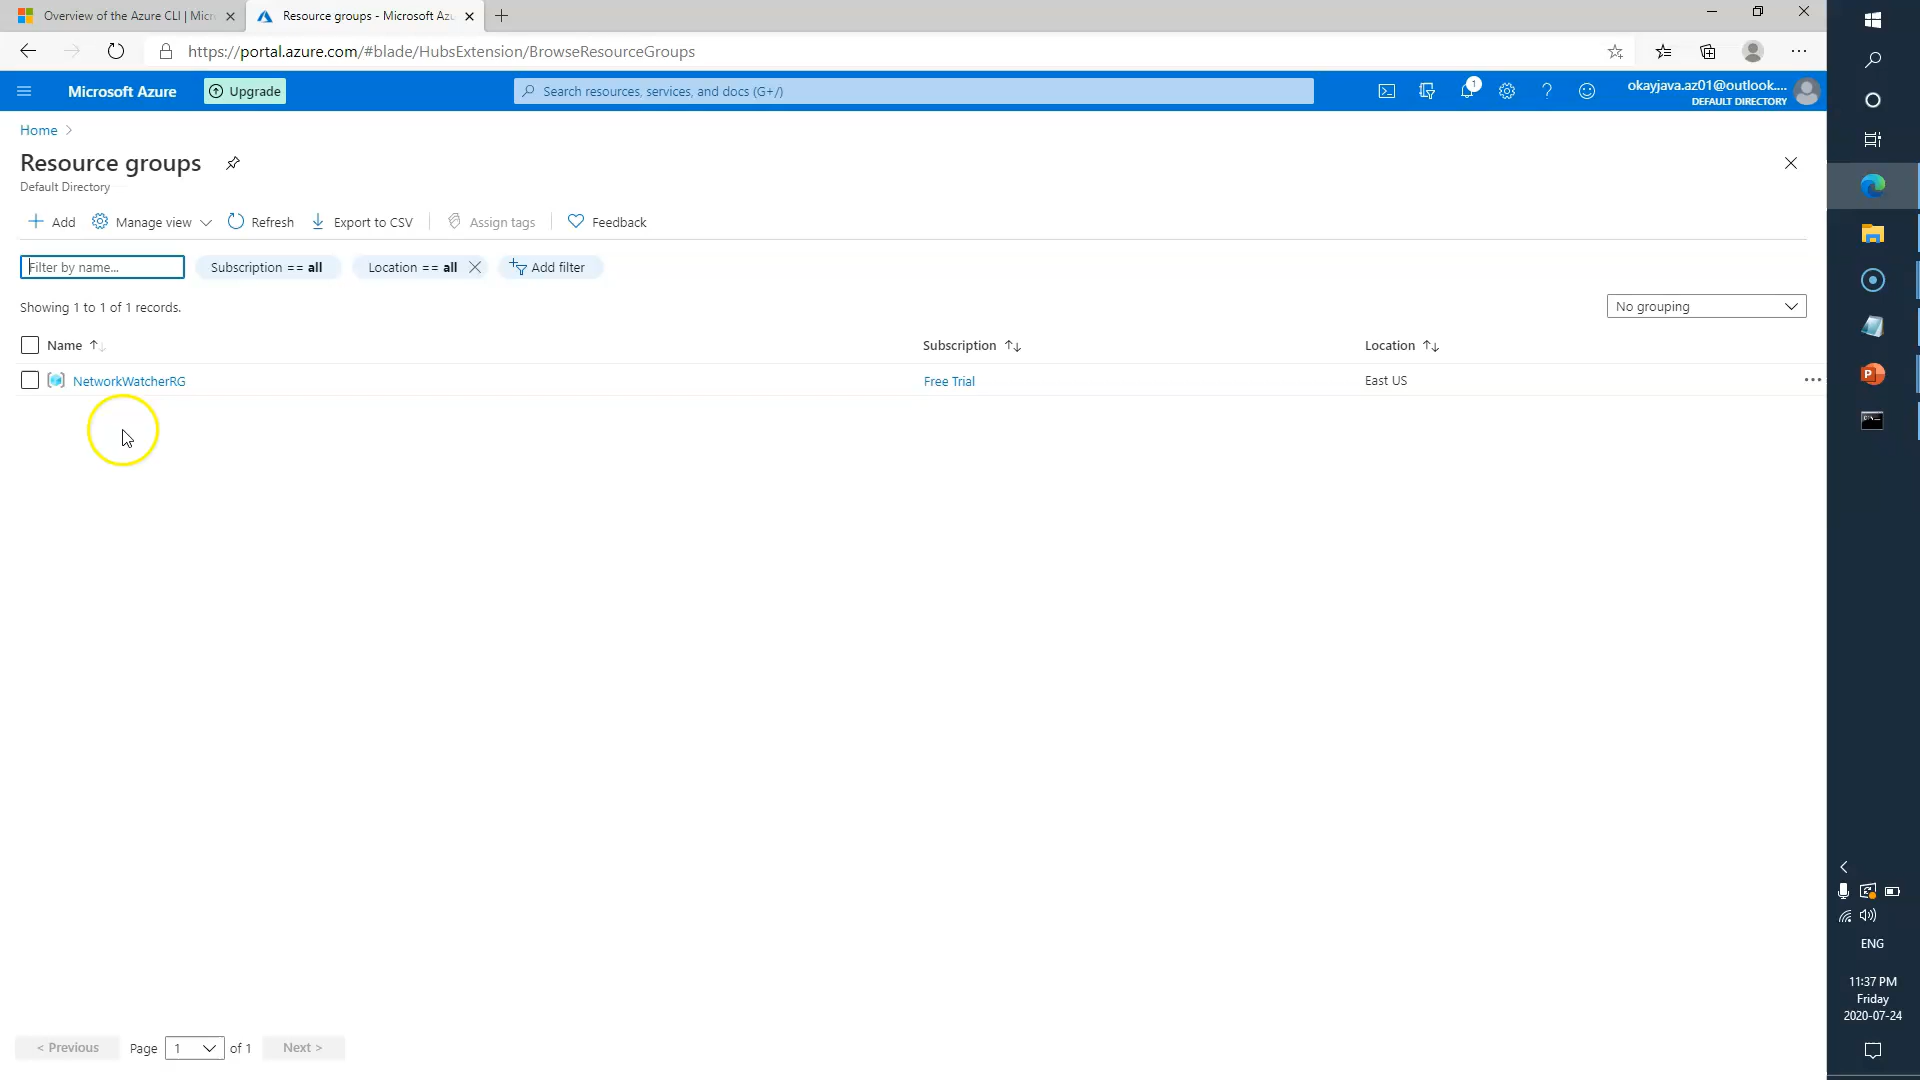 Overview of the Azure CLI | Micr
Resource groups - Microsoft Azu
https://portal.azure.com/#blade/HubsExtension/BrowseResourceGroups
Microsoft Azure
Upgrade
Search resources, services, and docs (G+/)
1
okayjava.az01@outlook....
DEFAULT DIRECTORY
Home
Resource groups
Default Directory
Add
Manage view
Refresh
Export to CSV
Assign tags
Feedback
Filter by name...
Subscription == all
Location == all
Add filter
Showing 1 to 1 of 1 records.
No grouping
Name
Subscription
Location
NetworkWatcherRG
Free Trial
East US
< Previous
Page
1
of 1
Next >
ENG
11:37 PM
Friday
2020-07-24